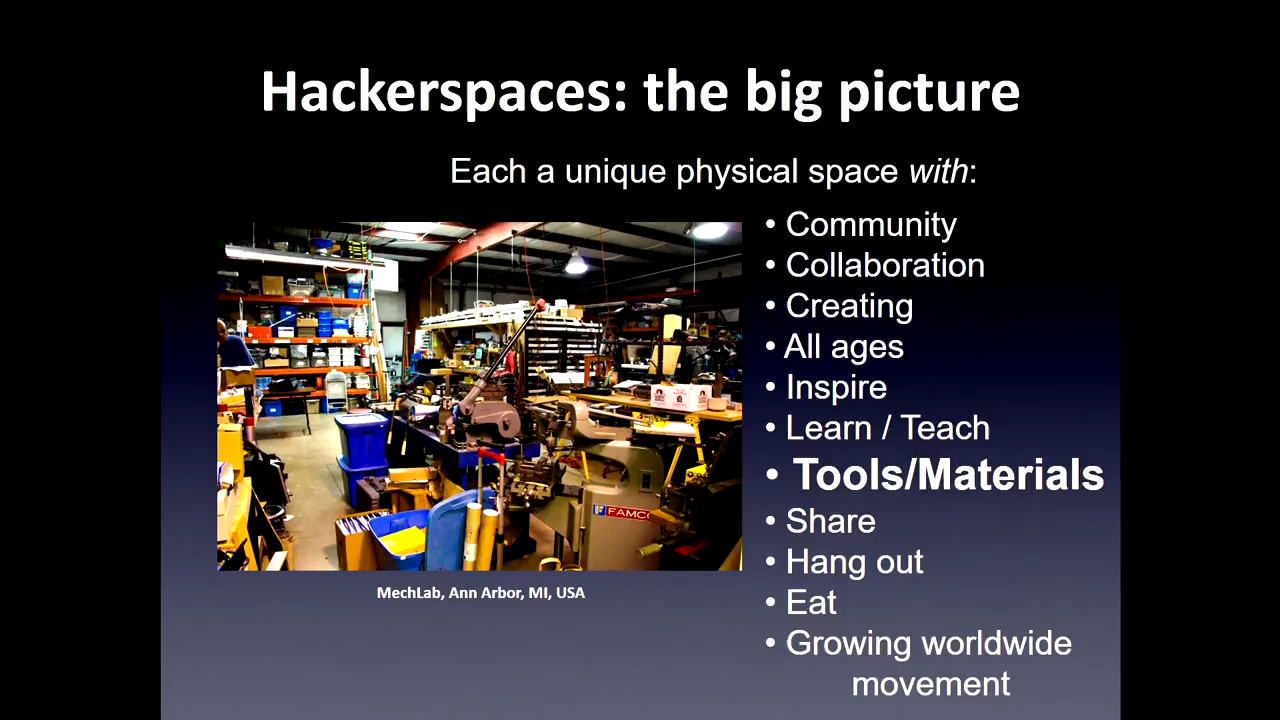 Hackerspaces: the big picture
Each a unique physical space with:
• Community
• Collaboration
• Creating
• All ages
• Inspire
• Learn / Teach
• Tools/Materials
• Share
• Hang out
• Eat
• Growing worldwide
movement
FAMCO
MechLab, Ann Arbor, MI, USA